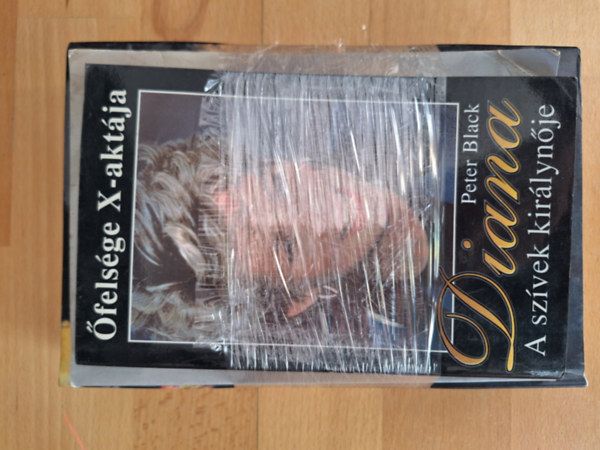 Őfelsége X-aktája
Peter Black
Diana
A szívek királynője